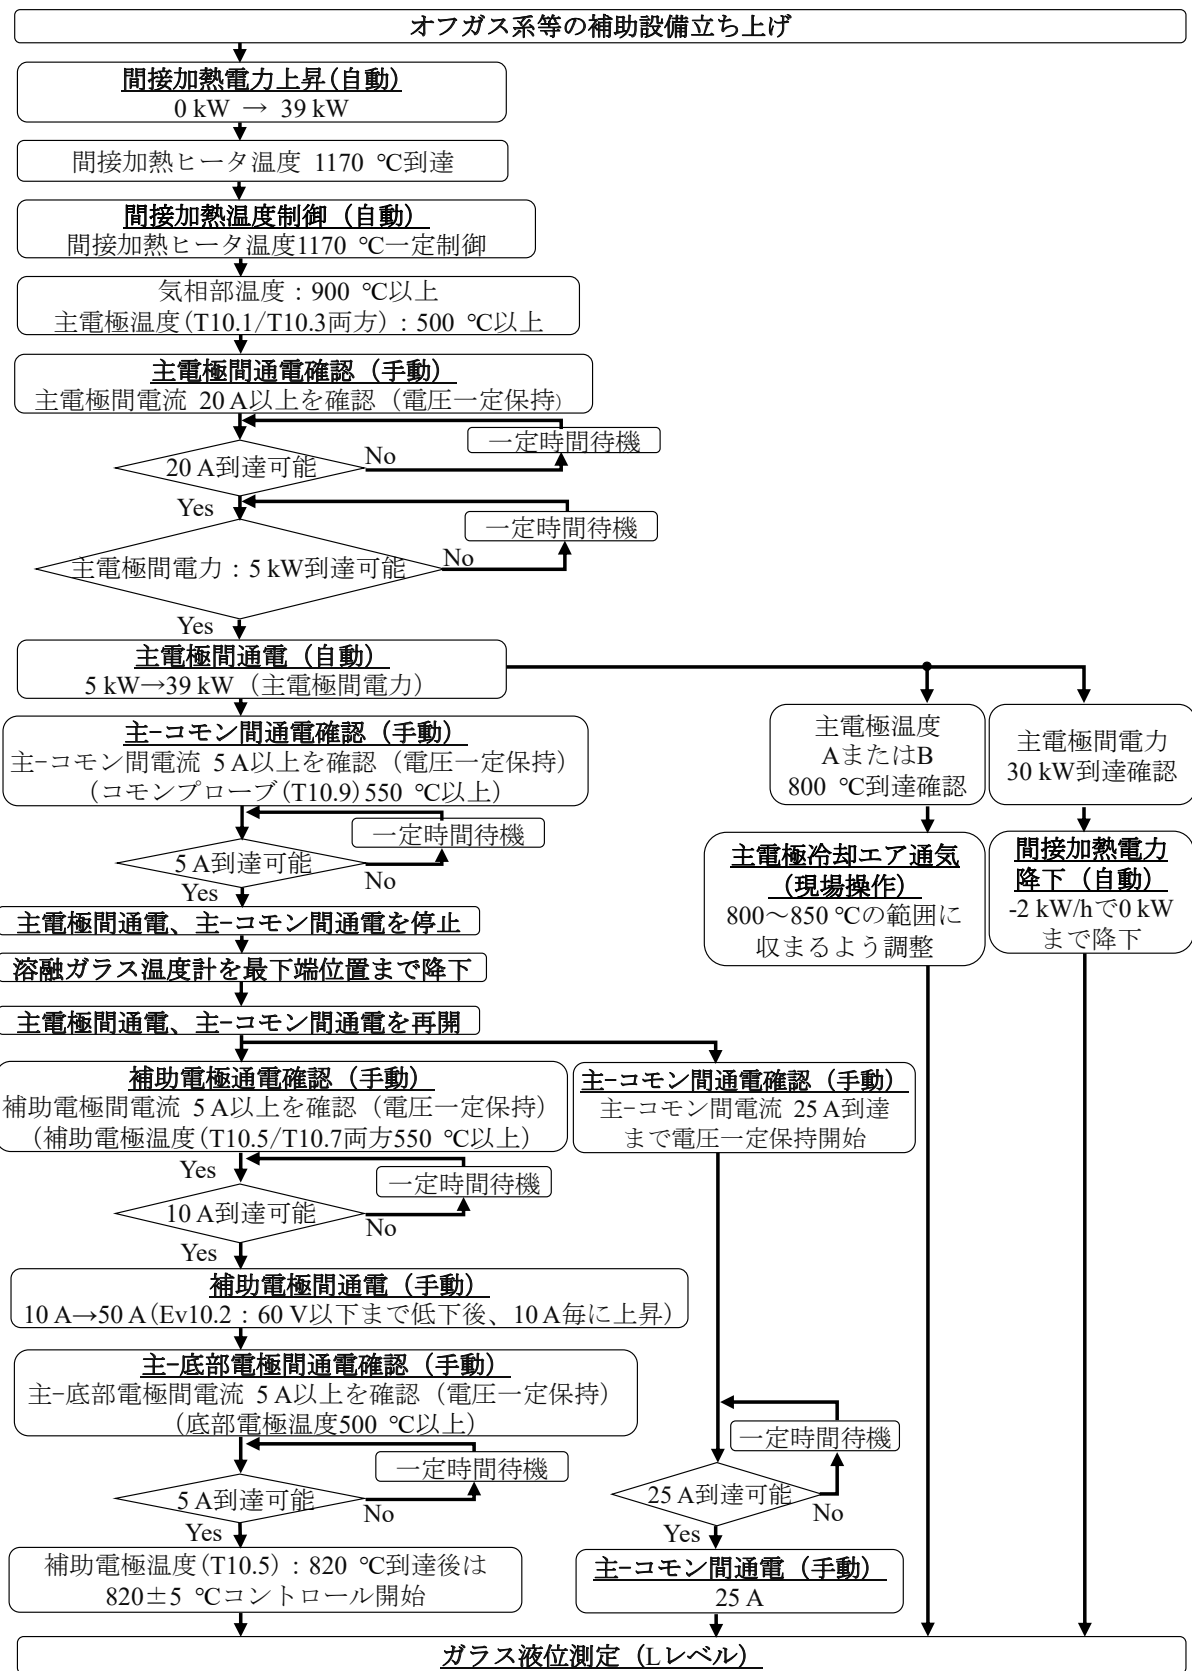 オフガス系等の補助設備立ち上げ
間接加熱電力上昇(自動)
0 kW → 39 kW
間接加熱ヒータ温度 1170 ℃到達
間接加熱温度制御（自動）
間接加熱ヒータ温度1170 ℃一定制御
気相部温度：900 ℃以上
主電極温度(T10.1/T10.3両方)：500 ℃以上
主電極間通電確認（手動）
主電極間電流 20 A以上を確認（電圧一定保持）
一定時間待機
20 A到達可能
No
Yes
一定時間待機
主電極間電力：5 kW到達可能
No
Yes
主電極間通電（自動）
5 kW→39 kW（主電極間電力）
主-コモン間通電確認（手動）
主-コモン間電流 5 A以上を確認（電圧一定保持）
（コモンプローブ(T10.9)550 ℃以上）
一定時間待機
5 A到達可能
No
Yes
主電極温度
AまたはB
800 ℃到達確認
主電極間電力
30 kW到達確認
主電極冷却エア通気
（現場操作）
800～850 ℃の範囲に
収まるよう調整
間接加熱電力
降下（自動）
-2 kW/hで0 kW
まで降下
主電極間通電、主-コモン間通電を停止
溶融ガラス温度計を最下端位置まで降下
主電極間通電、主-コモン間通電を再開
補助電極通電確認（手動）
補助電極間電流 5 A以上を確認（電圧一定保持）
（補助電極温度(T10.5/T10.7両方550 ℃以上）
主-コモン間通電確認（手動）
主-コモン間電流 25 A到達
まで電圧一定保持開始
Yes
一定時間待機
10 A到達可能
No
Yes
補助電極間通電（手動）
10 A→50 A(Ev10.2：60 V以下まで低下後、10 A毎に上昇）
主-底部電極間通電確認（手動）
主-底部電極間電流 5 A以上を確認（電圧一定保持）
（底部電極温度500 ℃以上）
一定時間待機
5 A到達可能
No
Yes
一定時間待機
25 A到達可能
No
Yes
補助電極温度(T10.5)：820 ℃到達後は
820±5 ℃コントロール開始
主-コモン間通電（手動）
25 A
ガラス液位測定（Lレベル）